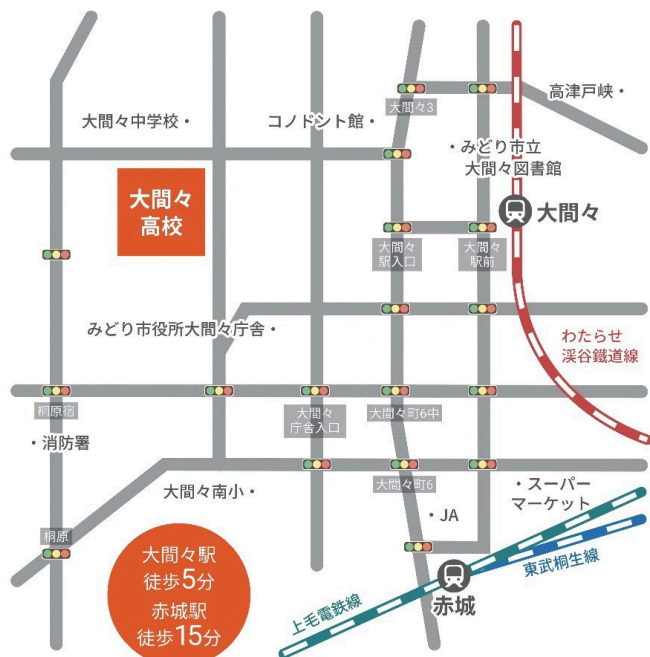 大間々3
高津戸峡・
大間々中学校・
コノドント館・
・みどり市立
大間々図書館
大間々
高校
大間々
大間々
駅入口
大間々
駅前
みどり市役所大間々庁舎・
わたらせ
渓谷鐵道線
桐原宿
大間々
庁舎入口
大間々町6中
・消防署
大間々南小・
大間々町6
・スーパー
マーケット
・JA
桐原
大間々駅
徒歩5分
赤城駅
徒歩15分
上毛電鉄線
赤城
東武桐生線